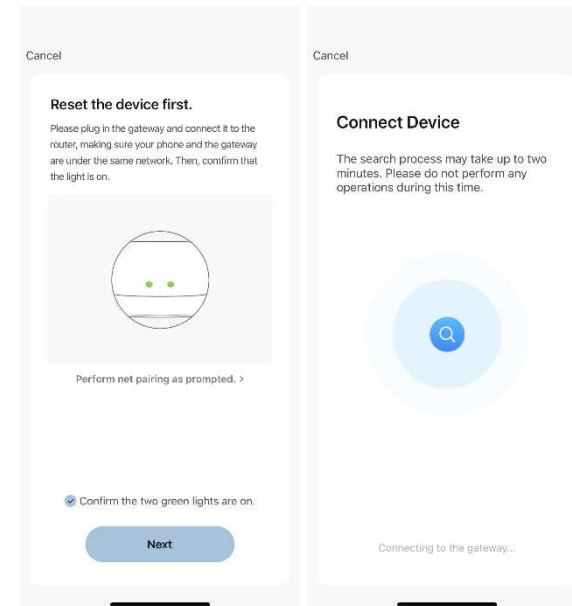 Cancel
Reset the device first.
Please plug in the gateway and connect it to the
router, making sure your phone and the gateway
are under the same network. Then, comfirm that
the light is on.
Perform net pairing as prompted. >
Confirm the two green lights are on.
Next
Cancel
Connect Device
The search process may take up to two
minutes. Please do not perform any
operations during this time.
Connecting to the gateway...